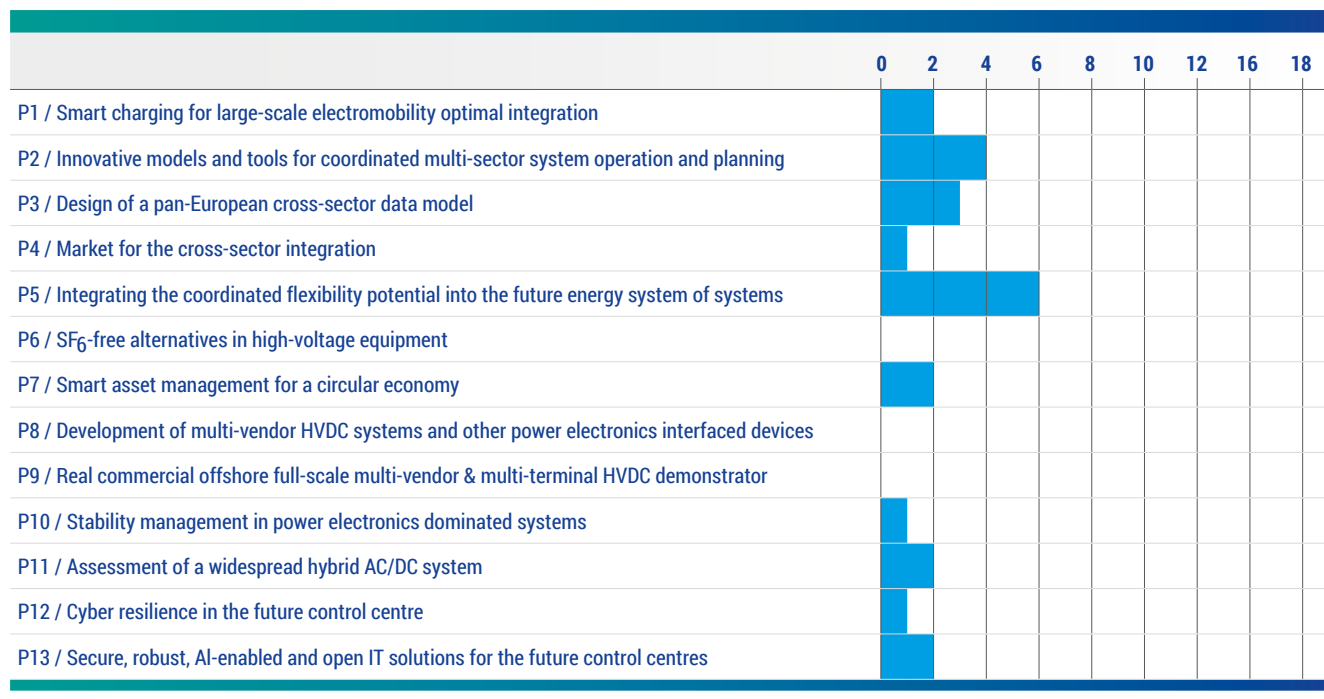 0 2 4 6 8 10 12 16 18
P1 / Smart charging for large-scale electromobility optimal integration
P2 / Innovative models and tools for coordinated multi-sector system operation and planning
P3 / Design of a pan-European cross-sector data model
P4 / Market for the cross-sector integration
P5 / Integrating the coordinated flexibility potential into the future energy system of systems
P6 / SF6-free alternatives in high-voltage equipment
P7 / Smart asset management for a circular economy
P8 / Development of multi-vendor HVDC systems and other power electronics interfaced devices
P9 / Real commercial offshore full-scale multi-vendor & multi-terminal HVDC demonstrator
P10 / Stability management in power electronics dominated systems
P11 / Assessment of a widespread hybrid AC/DC system
P12 / Cyber resilience in the future control centre
P13 / Secure, robust, AI-enabled and open IT solutions for the future control centres